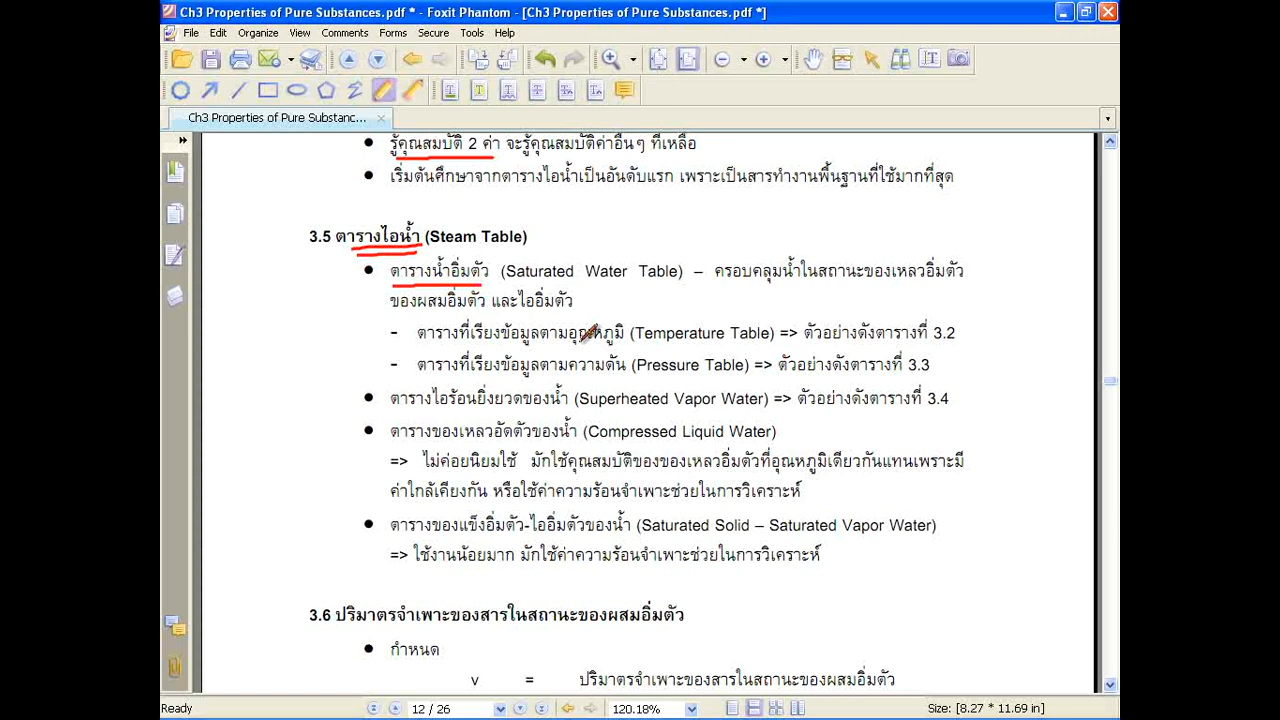 Ch3 Properties of Pure Substances.pdf * - Foxit Phantom - [Ch3 Properties of Pure Substances.pdf *]
File Edit Organize View Comments Forms Secure Tools Help
Ch3 Properties of Pure Substanc...
รู้คุณสมบัติ 2 ค่า จะรู้คุณสมบัติค่าอื่นๆ ที่เหลือ
เริ่มต้นศึกษาจากตารางไอน้ำเป็นอันดับแรก เพราะเป็นสารทำงานพื้นฐานที่ใช้มากที่สุด
3.5 ตารางไอน้ำ (Steam Table)
ตารางน้ำอิ่มตัว (Saturated Water Table) – ครอบคลุมน้ำในสถานะของเหลวอิ่มตัว
ของผสมอิ่มตัว และไออิ่มตัว
- ตารางที่เรียงข้อมูลตามอุณหภูมิ (Temperature Table) => ตัวอย่างดังตารางที่ 3.2
- ตารางที่เรียงข้อมูลตามความดัน (Pressure Table) => ตัวอย่างดังตารางที่ 3.3
ตารางไอร้อนยิ่งยวดของน้ำ (Superheated Vapor Water) => ตัวอย่างดังตารางที่ 3.4
ตารางของเหลวอัดตัวของน้ำ (Compressed Liquid Water)
=> ไม่ค่อยนิยมใช้ มักใช้คุณสมบัติของของเหลวอิ่มตัวที่อุณหภูมิเดียวกันแทนเพราะมี
ค่าใกล้เคียงกัน หรือใช้ค่าความร้อนจำเพาะช่วยในการวิเคราะห์
ตารางของแข็งอิ่มตัว-ไออิ่มตัวของน้ำ (Saturated Solid – Saturated Vapor Water)
=> ใช้งานน้อยมาก มักใช้ค่าความร้อนจำเพาะช่วยในการวิเคราะห์
3.6 ปริมาตรจำเพาะของสารในสถานะของผสมอิ่มตัว
กำหนด
v = ปริมาตรจำเพาะของสารในสถานะของผสมอิ่มตัว
Ready 12 / 26 120.18% Size: [8.27 * 11.69 in]